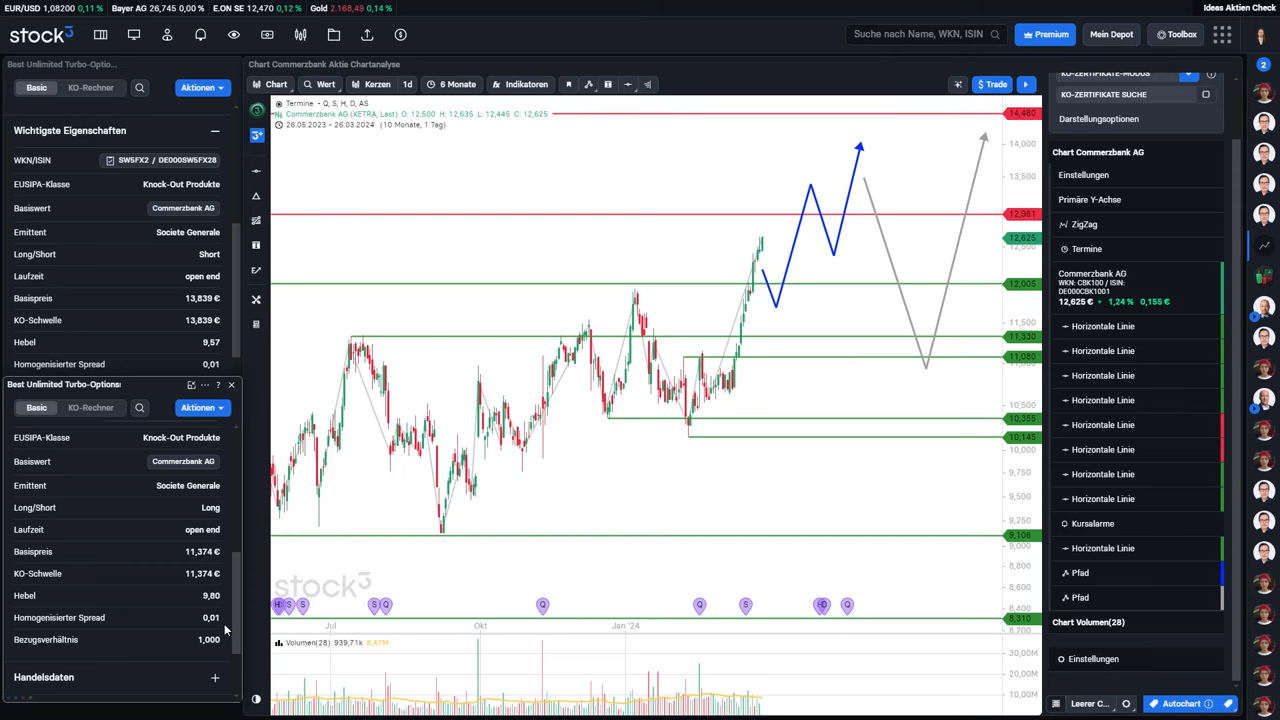 EUR/USD 1,08200 0,11 % Bayer AG 26,745 0,00 % E.ON SE 12,470 0,12 % Gold 2.168,49 0,14 %
Ideas Aktien Check
stock3
Suche nach Name, WKN, ISIN
Premium
Mein Depot
Toolbox
Best Unlimited Turbo-Optio...
Basic KO-Rechner
Aktionen
Wichtigste Eigenschaften
WKN/ISIN SW5FX2 / DE000SW5FX28
EUSIPA-Klasse Knock-Out Produkte
Basiswert Commerzbank AG
Emittent Societe Generale
Long/Short Short
Laufzeit open end
Basispreis 13,839 €
KO-Schwelle 13,839 €
Hebel 9,57
Homogenisierter Spread 0,01
Best Unlimited Turbo-Options
Basic KO-Rechner
Aktionen
EUSIPA-Klasse Knock-Out Produkte
Basiswert Commerzbank AG
Emittent Societe Generale
Long/Short Long
Laufzeit open end
Basispreis 11,374 €
KO-Schwelle 11,374 €
Hebel 9,80
Homogenisierter Spread 0,01
Bezugsverhältnis 1,000
Handelsdaten
Chart Commerzbank Aktie Chartanalyse
Chart Wert Kerzen 1d 6 Monate Indikatoren
Trade
Termine - Q, S, H, D, AS
Commerzbank AG (XETRA, Last) O: 12,500 H: 12,635 L: 12,445 C: 12,625
26.05.2023 - 26.03.2024 (10 Monate, 1 Tag)
14,480
14,000
13,500
12,961
12,625
12,005
11,500
11,330
11,080
10,500
10,355
10,145
10,000
9,750
9,500
9,250
9,106
9,000
8,800
8,600
8,400
8,310
8,200
stock3
H S S S Q Q Q S D Q
Jul Okt Jan '24
Volumen(28) 939,71k 8,47M
30,00M
20,00M
10,00M
KO-ZERTIFIKATE-MODUS
KO-ZERTIFIKATE SUCHE
Darstellungsoptionen
Chart Commerzbank AG
Einstellungen
Primäre Y-Achse
ZigZag
Termine
Commerzbank AG
WKN: CBK100 / ISIN:
DE000CBK1001
12,625 € 1,24 % 0,155 €
Horizontale Linie
Horizontale Linie
Horizontale Linie
Horizontale Linie
Horizontale Linie
Horizontale Linie
Horizontale Linie
Horizontale Linie
Kursalarme
Horizontale Linie
Pfad
Pfad
Chart Volumen(28)
Einstellungen
Leerer C...
Autochart
2